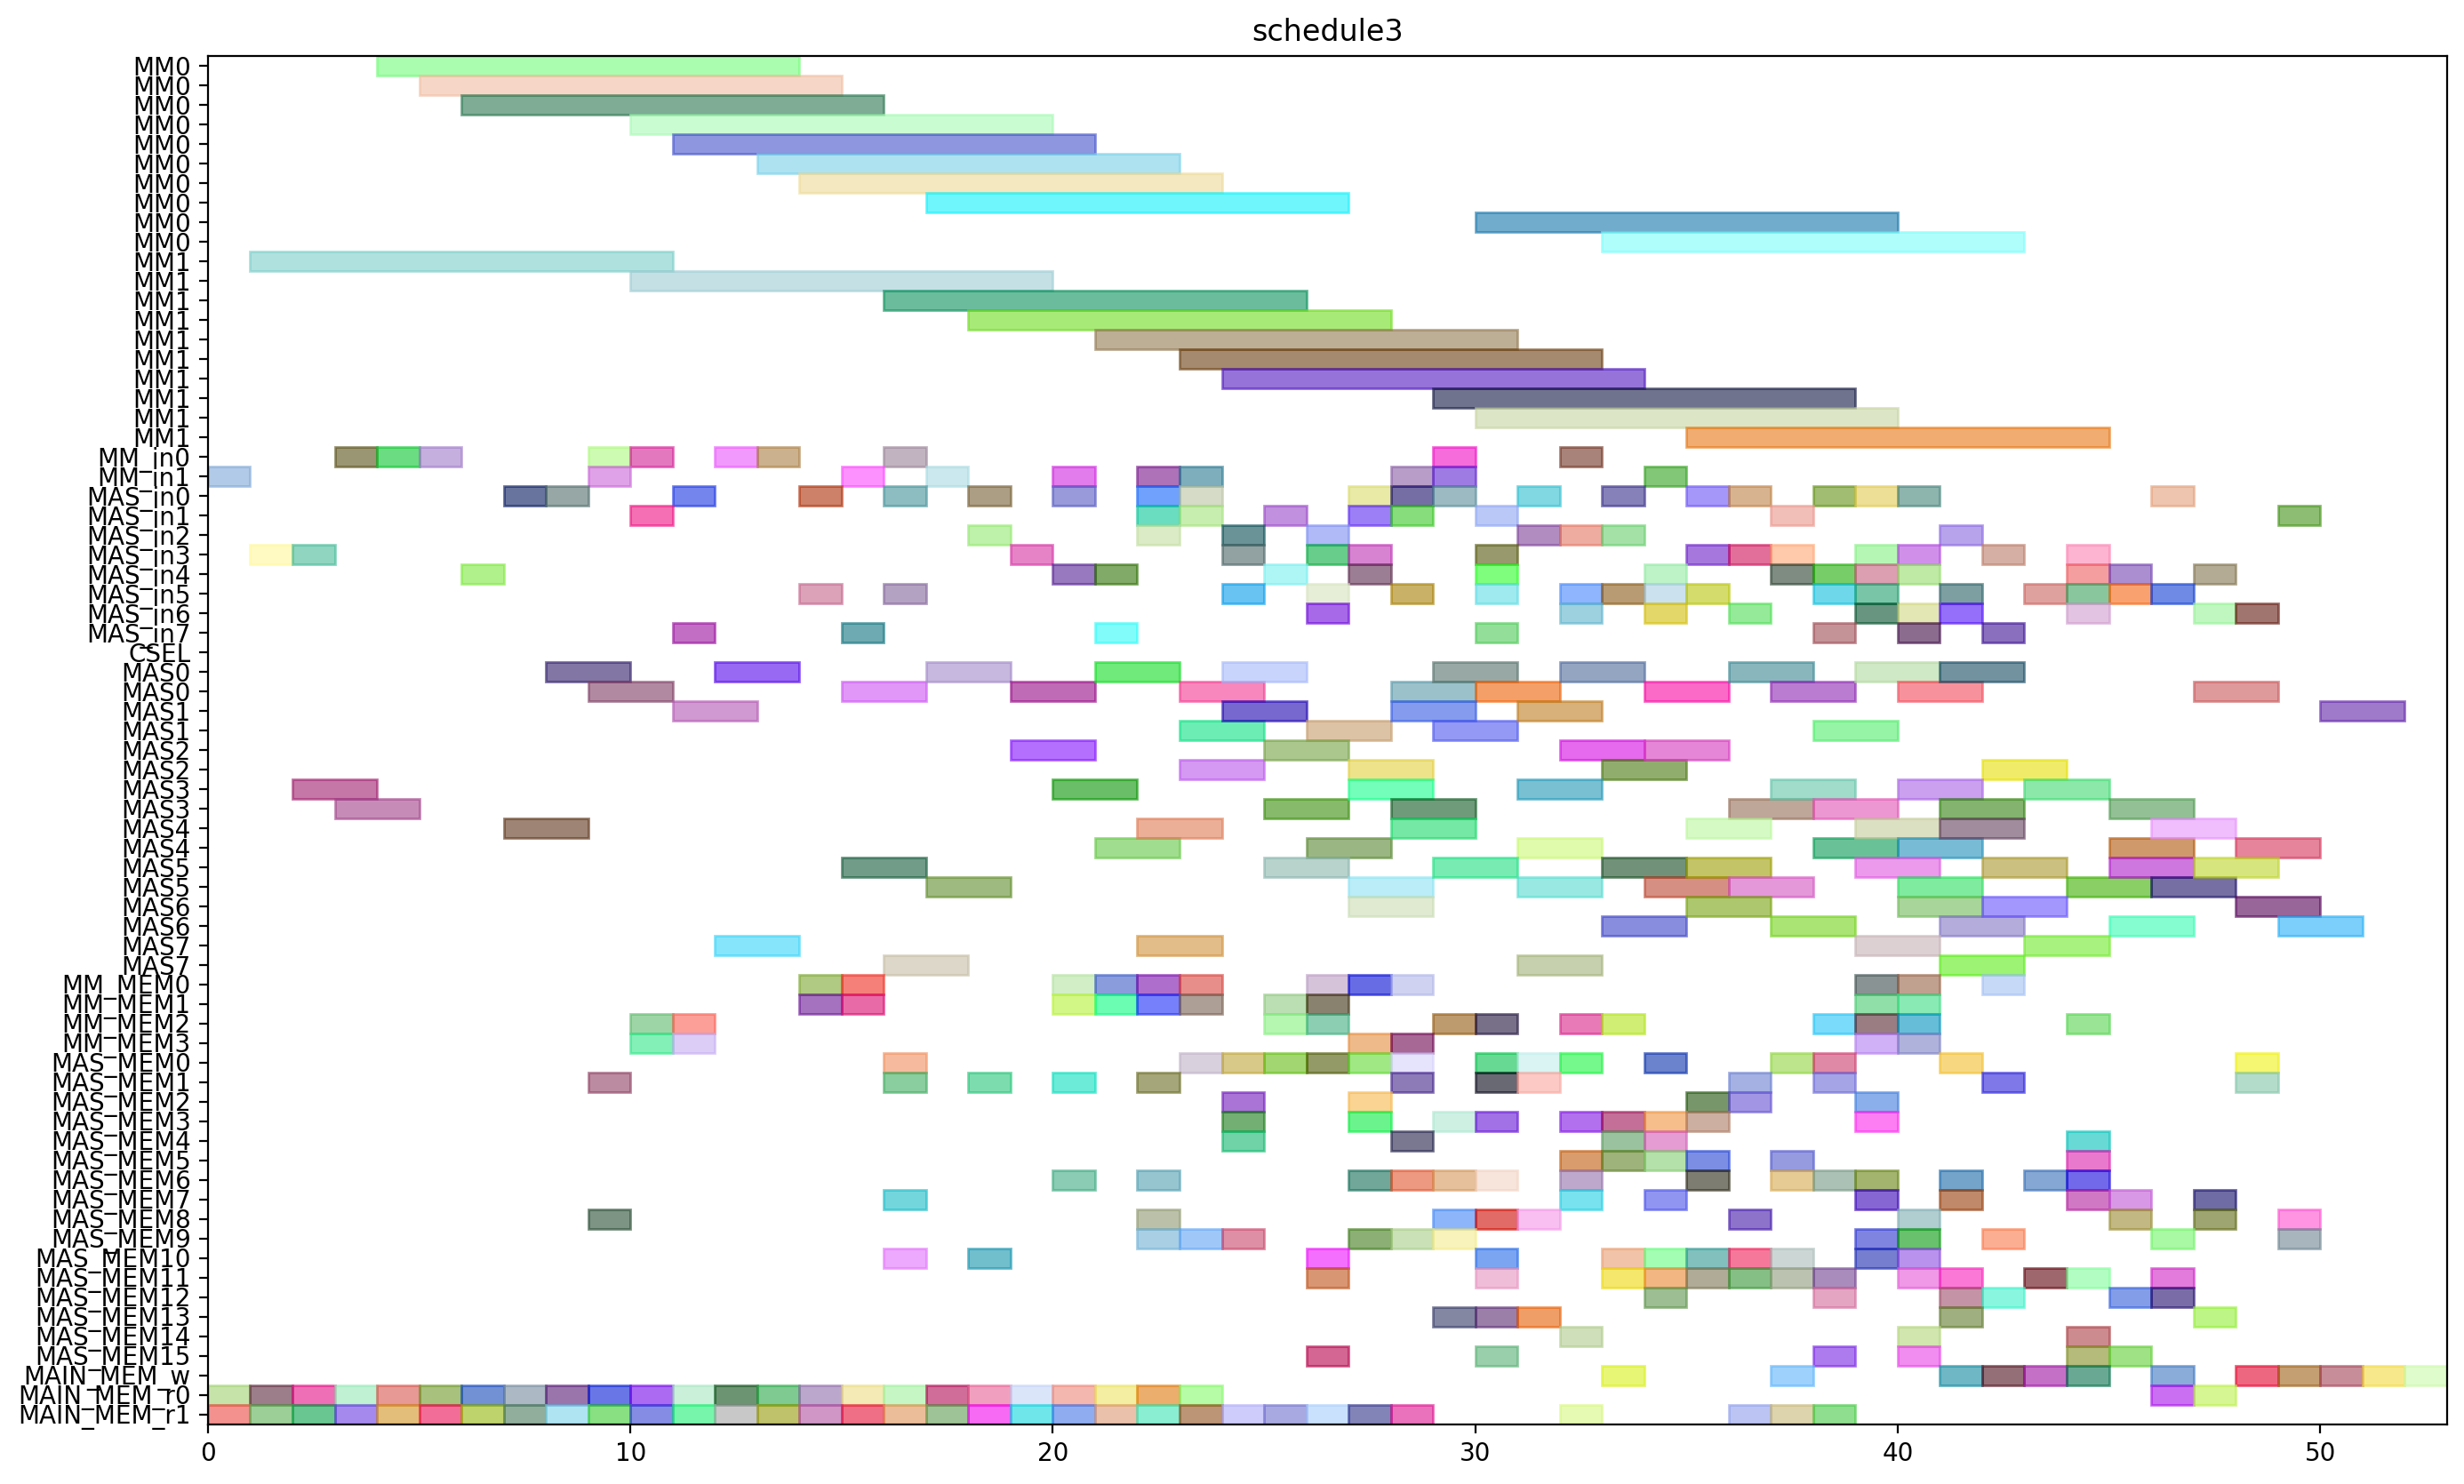 schedule3
MM0
MM0
MM0
MM0
MM0
MM0
MM0
MM0
MM0
MM0
MM1
MM1
MM1
MM1
MM1
MM1
MM1
MM1
MM1
MM1
MM_in0
MM_in1
MAS_in0
MAS_in1
MAS_in2
MAS_in3
MAS_in4
MAS_in5
MAS_in6
MAS_in7
CSEL
MAS0
MAS0
MAS1
MAS1
MAS2
MAS2
MAS3
MAS3
MAS4
MAS4
MAS5
MAS5
MAS6
MAS6
MAS7
MAS7
MM_MEM0
MM_MEM1
MM_MEM2
MM_MEM3
MAS_MEM0
MAS_MEM1
MAS_MEM2
MAS_MEM3
MAS_MEM4
MAS_MEM5
MAS_MEM6
MAS_MEM7
MAS_MEM8
MAS_MEM9
MAS_MEM10
MAS_MEM11
MAS_MEM12
MAS_MEM13
MAS_MEM14
MAS_MEM15
MAIN_MEM_w
MAIN_MEM_r0
MAIN_MEM_r1
0 10 20 30 40 50